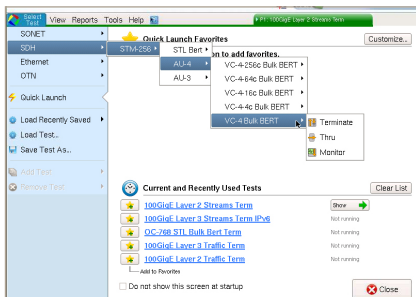 Select Test View Reports Tools Help
P1: 100GigE Layer 2 Streams Term
SONET
SDH
Ethernet
OTN
Quick Launch
Load Recently Saved
Load Test...
Save Test As...
Add Test
Remove Test
STM-256
STL Bert
AU-4
AU-3
VC-4-256c Bulk BERT
VC-4-64c Bulk BERT
VC-4-16c Bulk BERT
VC-4-4c Bulk BERT
VC-4 Bulk BERT
Terminate
Thru
Monitor
Quick Launch Favorites
Customize...
on to add favorites.
Current and Recently Used Tests
Clear List
100GigE Layer 2 Streams Term
Show
100GigE Layer 3 Streams Term IPv6
Not running
OC-768 STL Bulk Bert Term
Not running
100GigE Layer 3 Traffic Term
Not running
100GigE Layer 2 Traffic Term
Not running
Add to Favorites
Do not show this screen at startup
Close